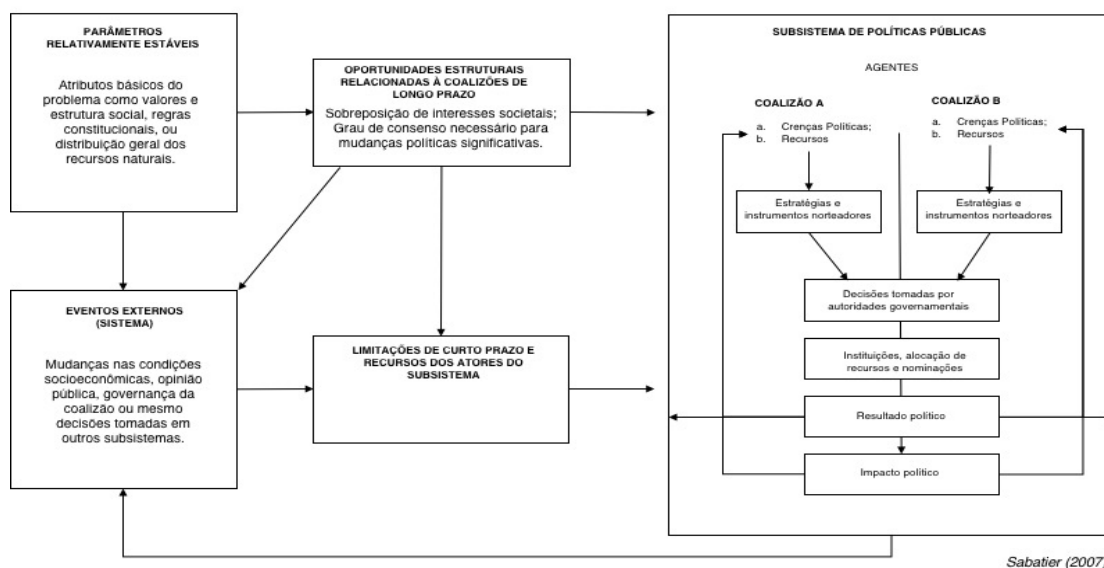 PARÂMETROS
RELATIVAMENTE ESTÁVEIS
Atributos básicos do
problema como valores e
estrutura social, regras
constitucionais, ou
distribuição geral dos
recursos naturais.
OPORTUNIDADES ESTRUTURAIS
RELACIONADA À COALIZÕES DE
LONGO PRAZO
Sobreposição de interesses societais;
Grau de consenso necessário para
mudanças políticas significativas.
EVENTOS EXTERNOS
(SISTEMA)
Mudanças nas condições
socioeconômicas, opinião
pública, governança da
coalizão ou mesmo
decisões tomadas em
outros subsistemas.
LIMITAÇÕES DE CURTO PRAZO E
RECURSOS DOS ATORES DO
SUBSISTEMA
SUBSISTEMA DE POLÍTICAS PÚBLICAS
AGENTES
COALIZÃO A
a. Crenças Políticas;
b. Recursos
COALIZÃO B
a. Crenças Políticas;
b. Recursos
Estratégias e
instrumentos norteadores
Estratégias e
instrumentos norteadores
Decisões tomadas por
autoridades governamentais
Instituições, alocação de
recursos e nominações
Resultado político
Impacto político
Sabatier (2007)